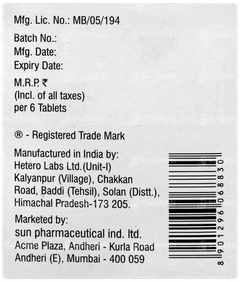 Mfg. Lic. No.: MB/05/194
Batch No.:
Mfg. Date:
Expiry Date:
M.R.P. ₹
(Incl. of all taxes)
per 6 Tablets
® - Registered Trade Mark
Manufactured in India by:
Hetero Labs Ltd.(Unit-I)
Kalyanpur (Village), Chakkan
Road, Baddi (Tehsil), Solan (Distt.),
Himachal Pradesh-173 205.
Marketed by:
sun pharmaceutical ind. ltd.
Acme Plaza, Andheri - Kurla Road
Andheri (E), Mumbai - 400 059
8901296068830